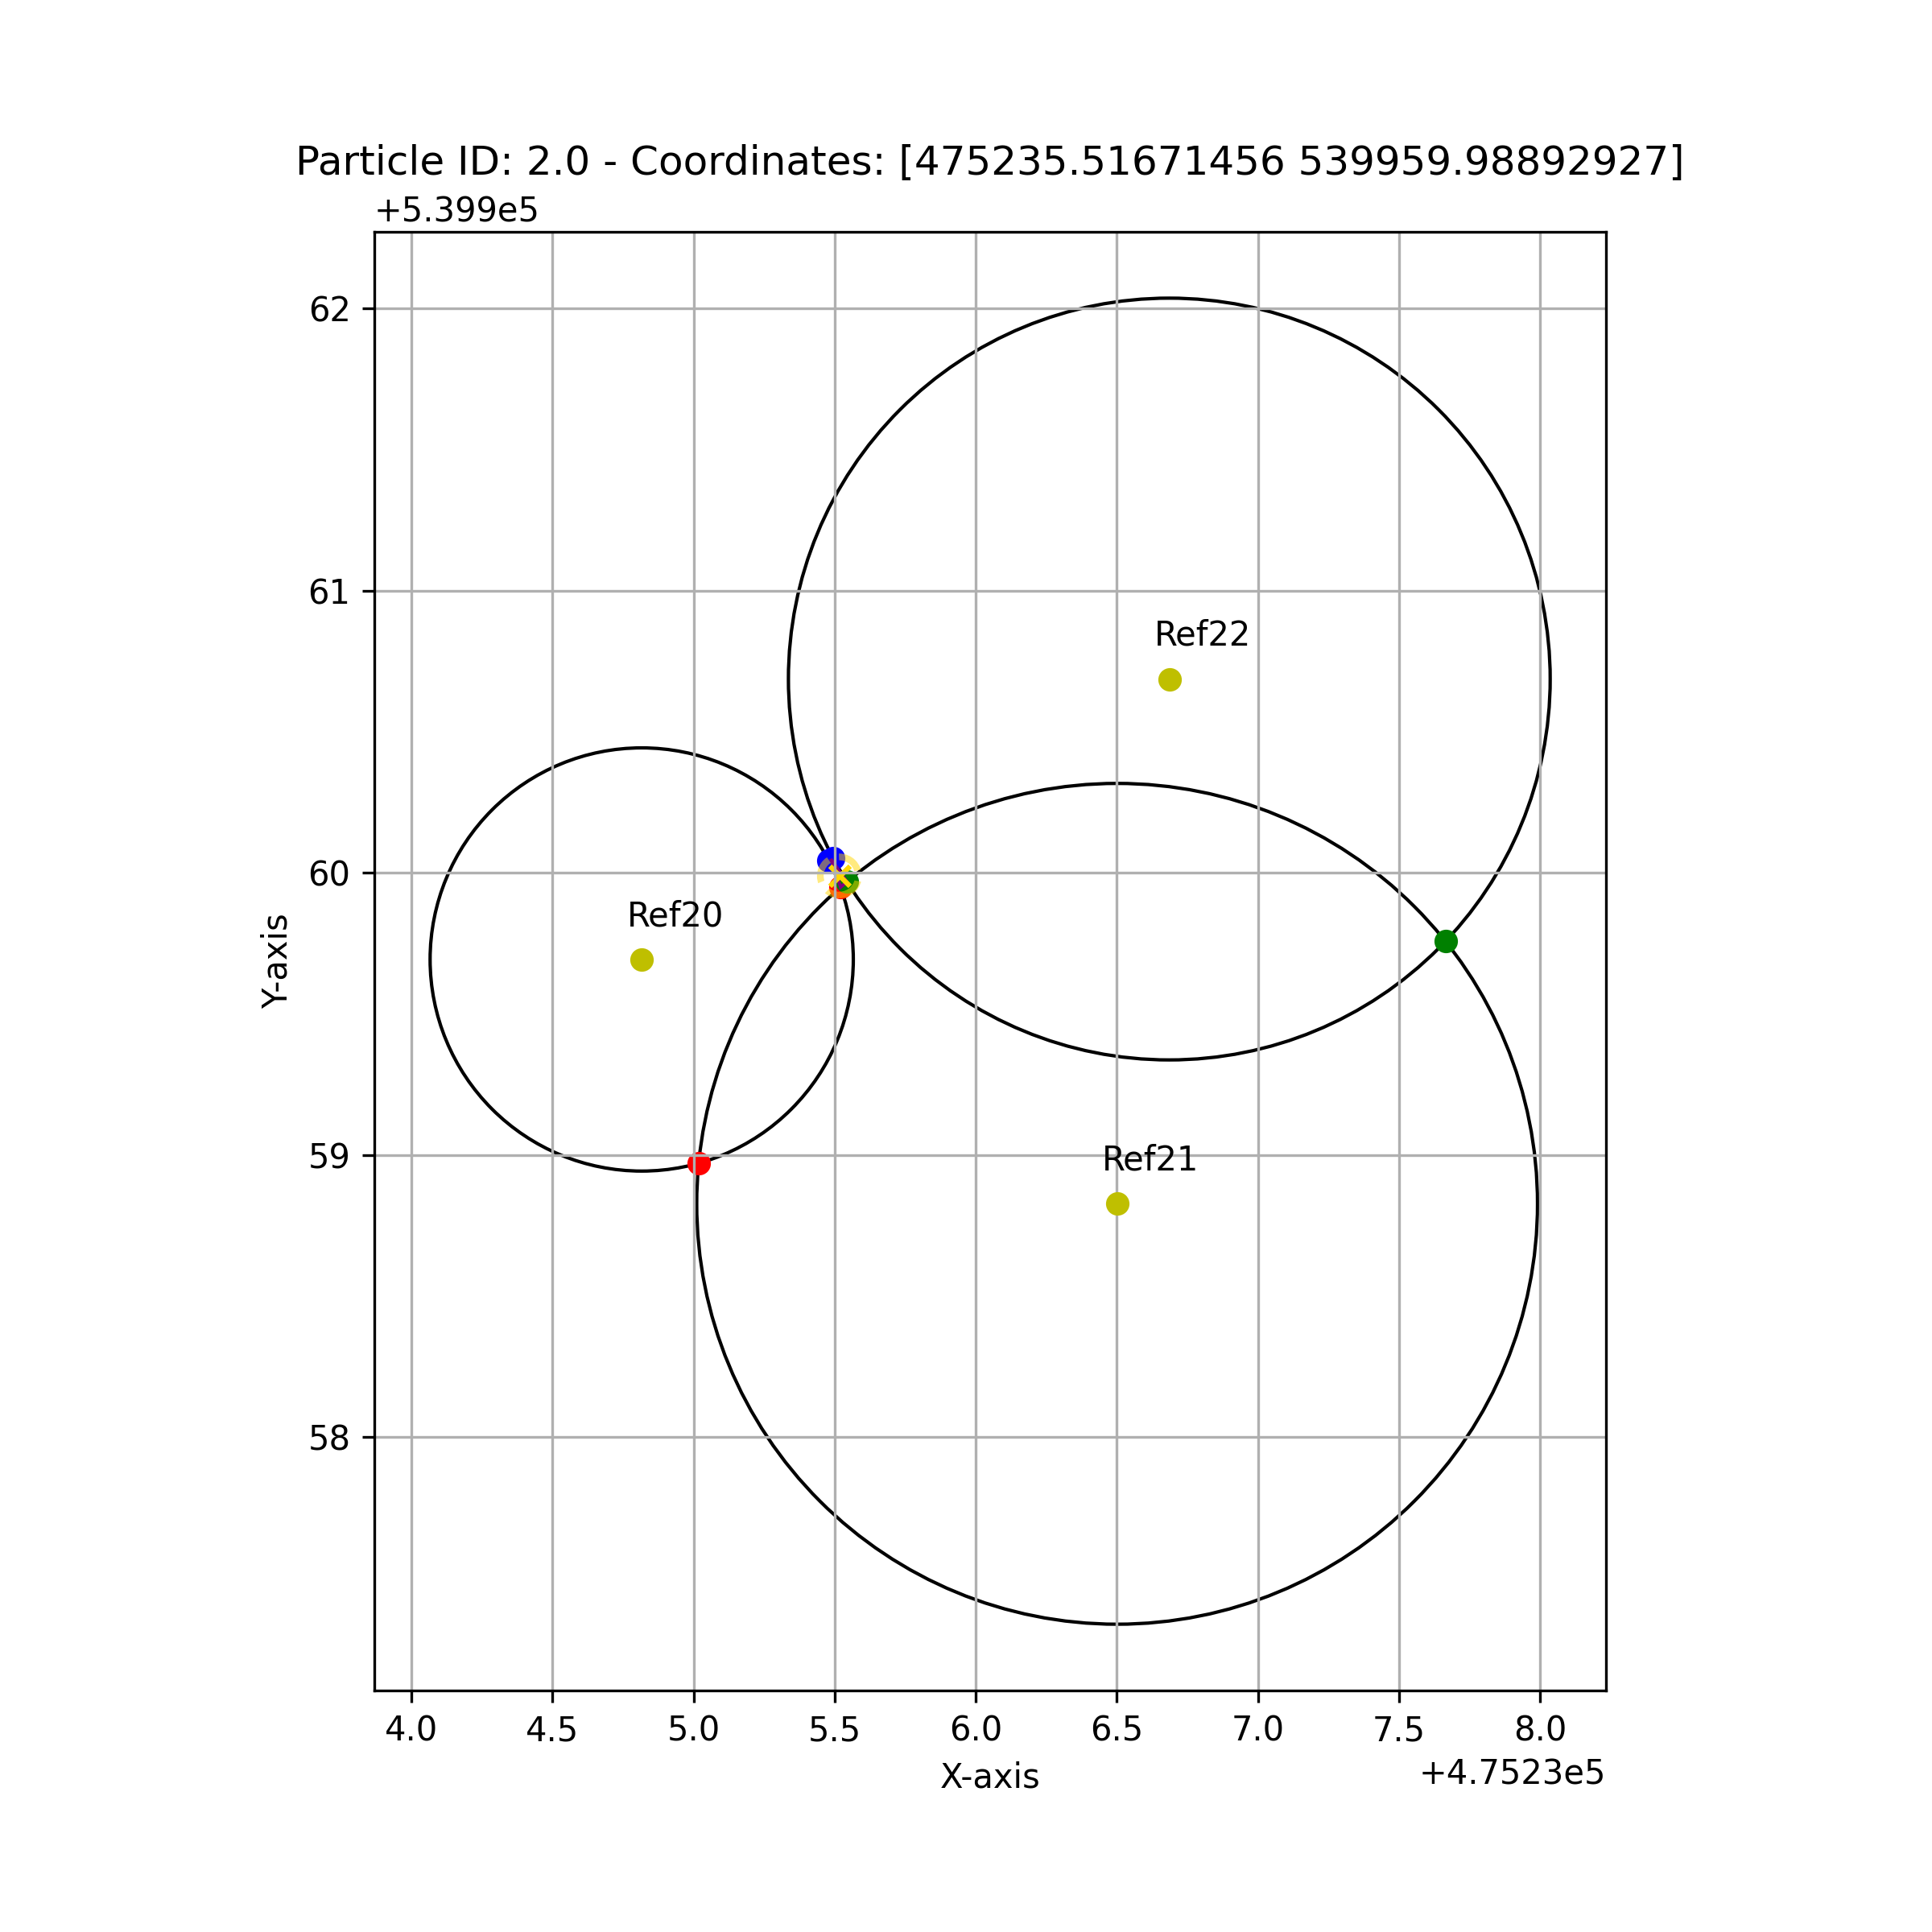 Particle ID: 2.0 - Coordinates: [475235.51671456 539959.98892927]
+5.399e5
62
61
Ref22
60
Ref20
Y-axis
59
Ref21
58
4.0 4.5 5.0 5.5 6.0 6.5 7.0 7.5 8.0
X-axis
+4.7523e5